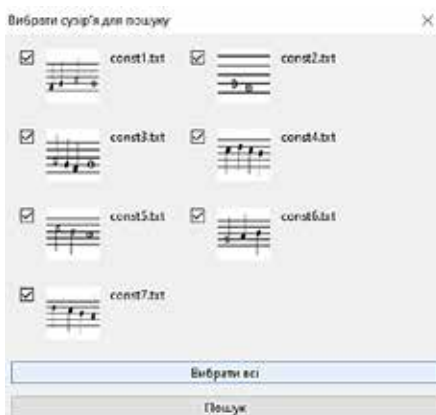 Вибрати сузір'я для пошуку
const1.txt const2.txt
const3.txt const4.txt
const5.txt const6.txt
const7.txt
Вибрати всі
Пошук